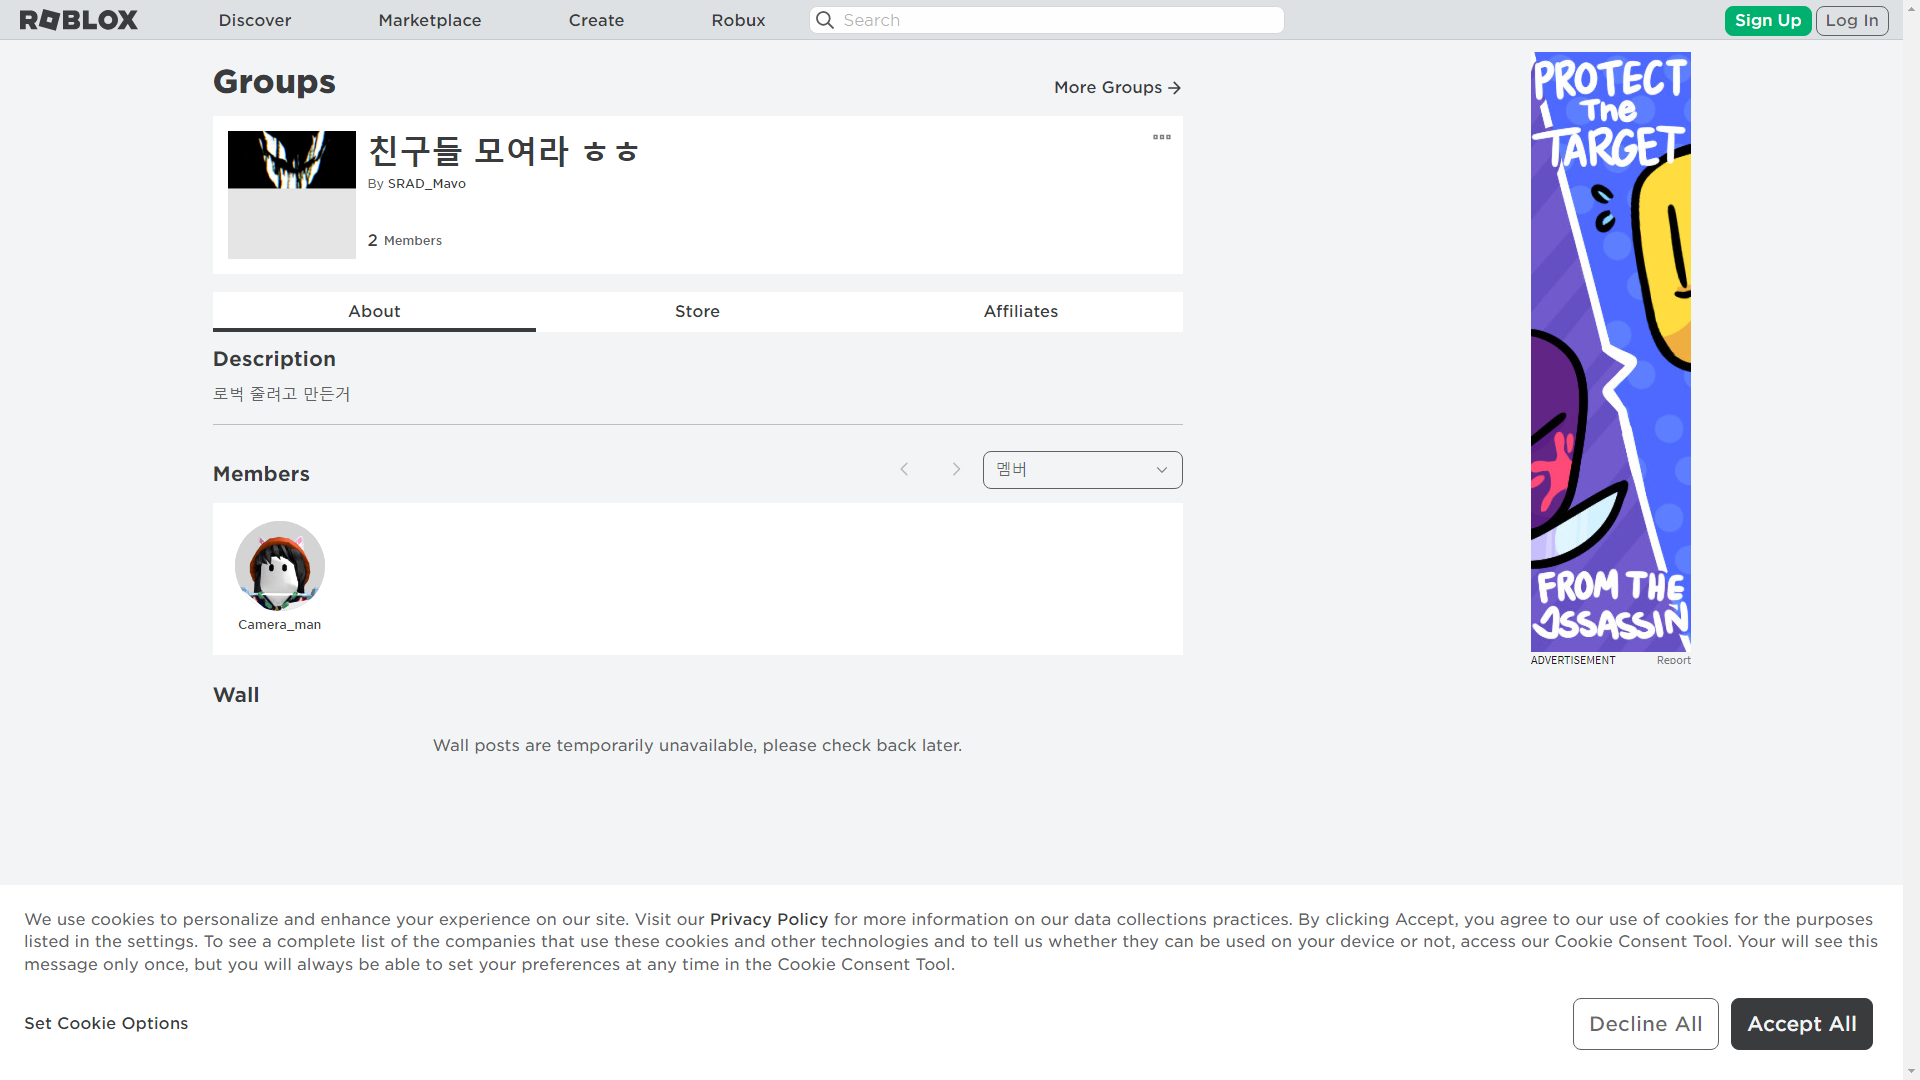 ROBLOX
Discover
Marketplace
Create
Robux
Search
Sign Up
Log In
Groups
More Groups
친구들 모여라 ㅎㅎ
By SRAD_Mavo
2 Members
About
Store
Affiliates
Description
로벅 줄려고 만든거
Members
멤버
Camera_man
Wall
Wall posts are temporarily unavailable, please check back later.
PROTECT
The
TARGET
FROM THE
ASSASSIN
ADVERTISEMENT
Report
We use cookies to personalize and enhance your experience on our site. Visit our Privacy Policy for more information on our data collections practices. By clicking Accept, you agree to our use of cookies for the purposes
listed in the settings. To see a complete list of the companies that use these cookies and other technologies and to tell us whether they can be used on your device or not, access our Cookie Consent Tool. Your will see this
message only once, but you will always be able to set your preferences at any time in the Cookie Consent Tool.
Set Cookie Options
Decline All
Accept All